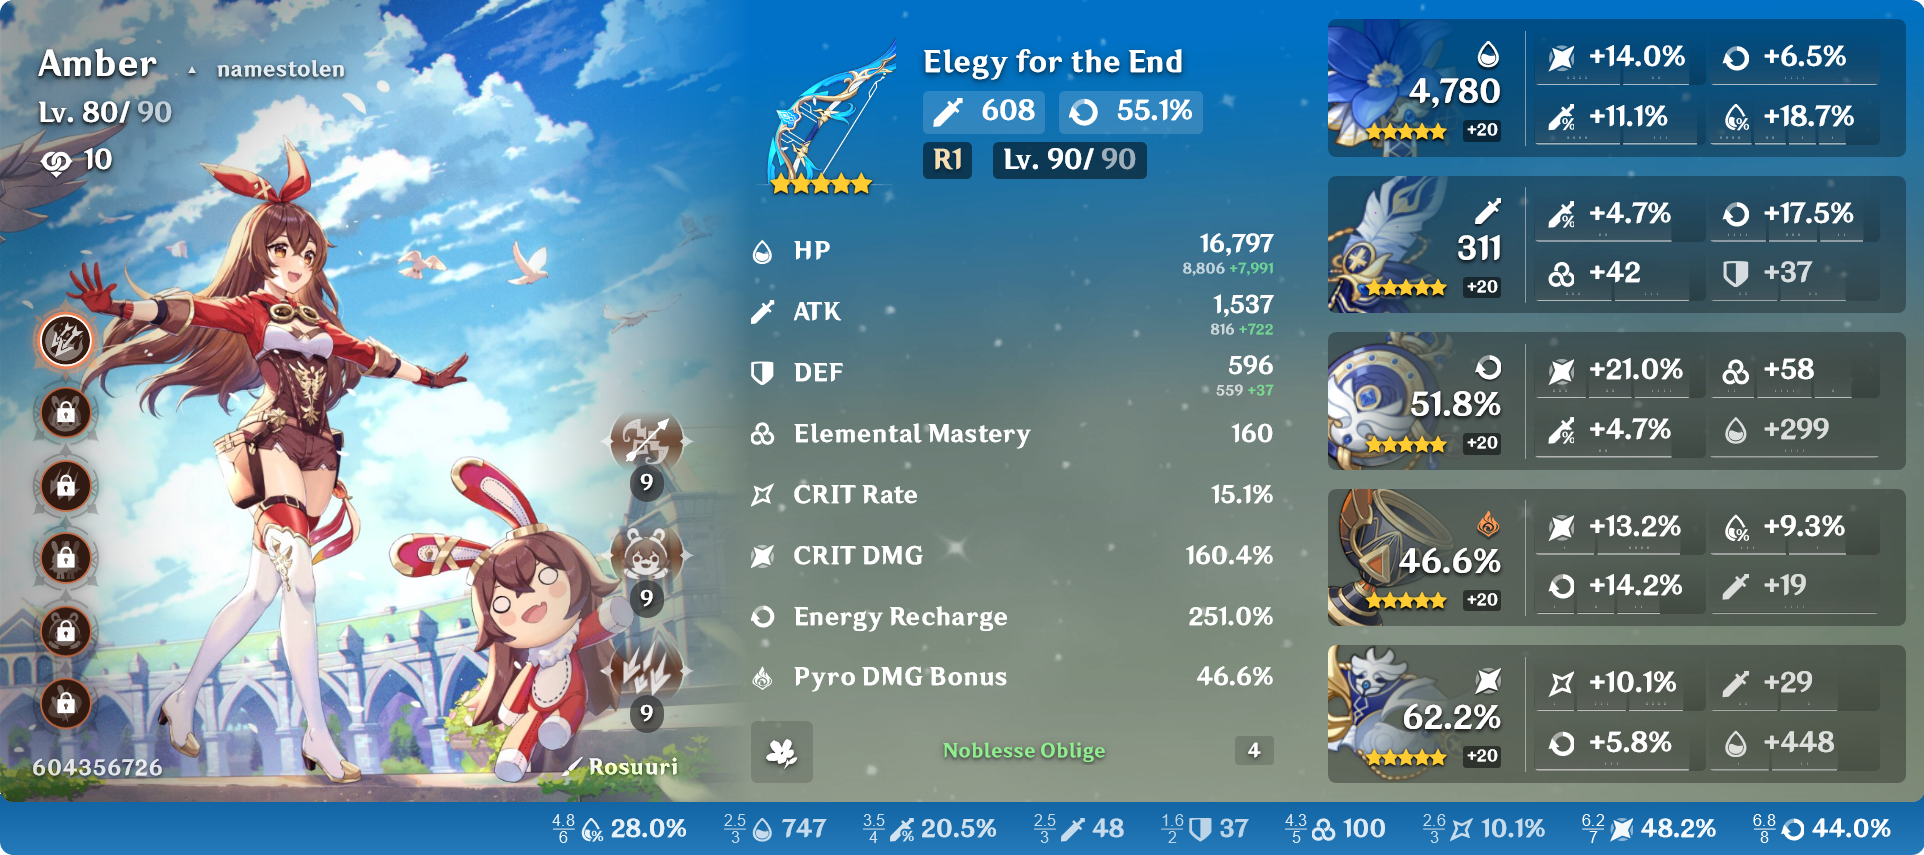 Amber ▲ namestolen
Lv. 80/ 90
10
9
9
9
604356726
Rosuuri
Elegy for the End
608 55.1%
R1 Lv. 90/ 90
HP 16,797
8,806 +7,991
ATK 1,537
816 +722
DEF 596
559 +37
Elemental Mastery 160
CRIT Rate 15.1%
CRIT DMG 160.4%
Energy Recharge 251.0%
Pyro DMG Bonus 46.6%
Noblesse Oblige 4
4,780
+20
+14.0% +6.5%
+11.1% +18.7%
311
+20
+4.7% +17.5%
+42 +37
51.8%
+20
+21.0% +58
+4.7% +299
46.6%
+20
+13.2% +9.3%
+14.2% +19
62.2%
+20
+10.1% +29
+5.8% +448
4.8/6 28.0% 2.5/3 747 3.5/4 20.5% 2.5/3 48 1.6/2 37 4.3/5 100 2.6/3 10.1% 6.2/7 48.2% 6.8/8 44.0%